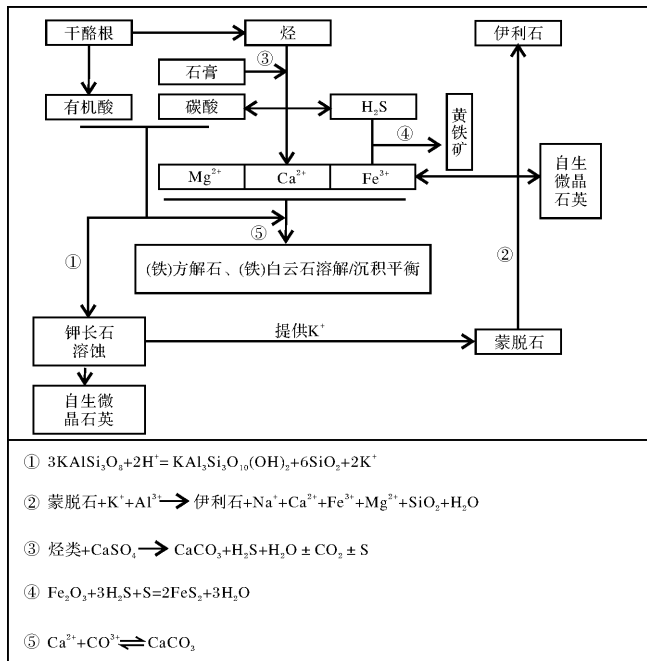 干酪根
烃
伊利石
③
石膏
有机酸
碳酸
H₂S
黄铁矿
④
Mg²⁺
Ca²⁺
Fe³⁺
自生
微晶
石英
①
⑤
②
(铁)方解石、(铁)白云石溶解/沉积平衡
钾长石
溶蚀
提供K⁺
蒙脱石
自生微
晶石英
① 3KAlSi₃O₈+2H⁺= KAl₃Si₃O₁₀(OH)₂+6SiO₂+2K⁺
② 蒙脱石+K⁺+Al³⁺→伊利石+Na⁺+Ca²⁺+Fe³⁺+Mg²⁺+SiO₂+H₂O
③ 烃类+CaSO₄→CaCO₃+H₂S+H₂O ± CO₂ ± S
④ Fe₂O₃+3H₂S+S=2FeS₂+3H₂O
⑤ Ca²⁺+CO³⁺⇌CaCO₃